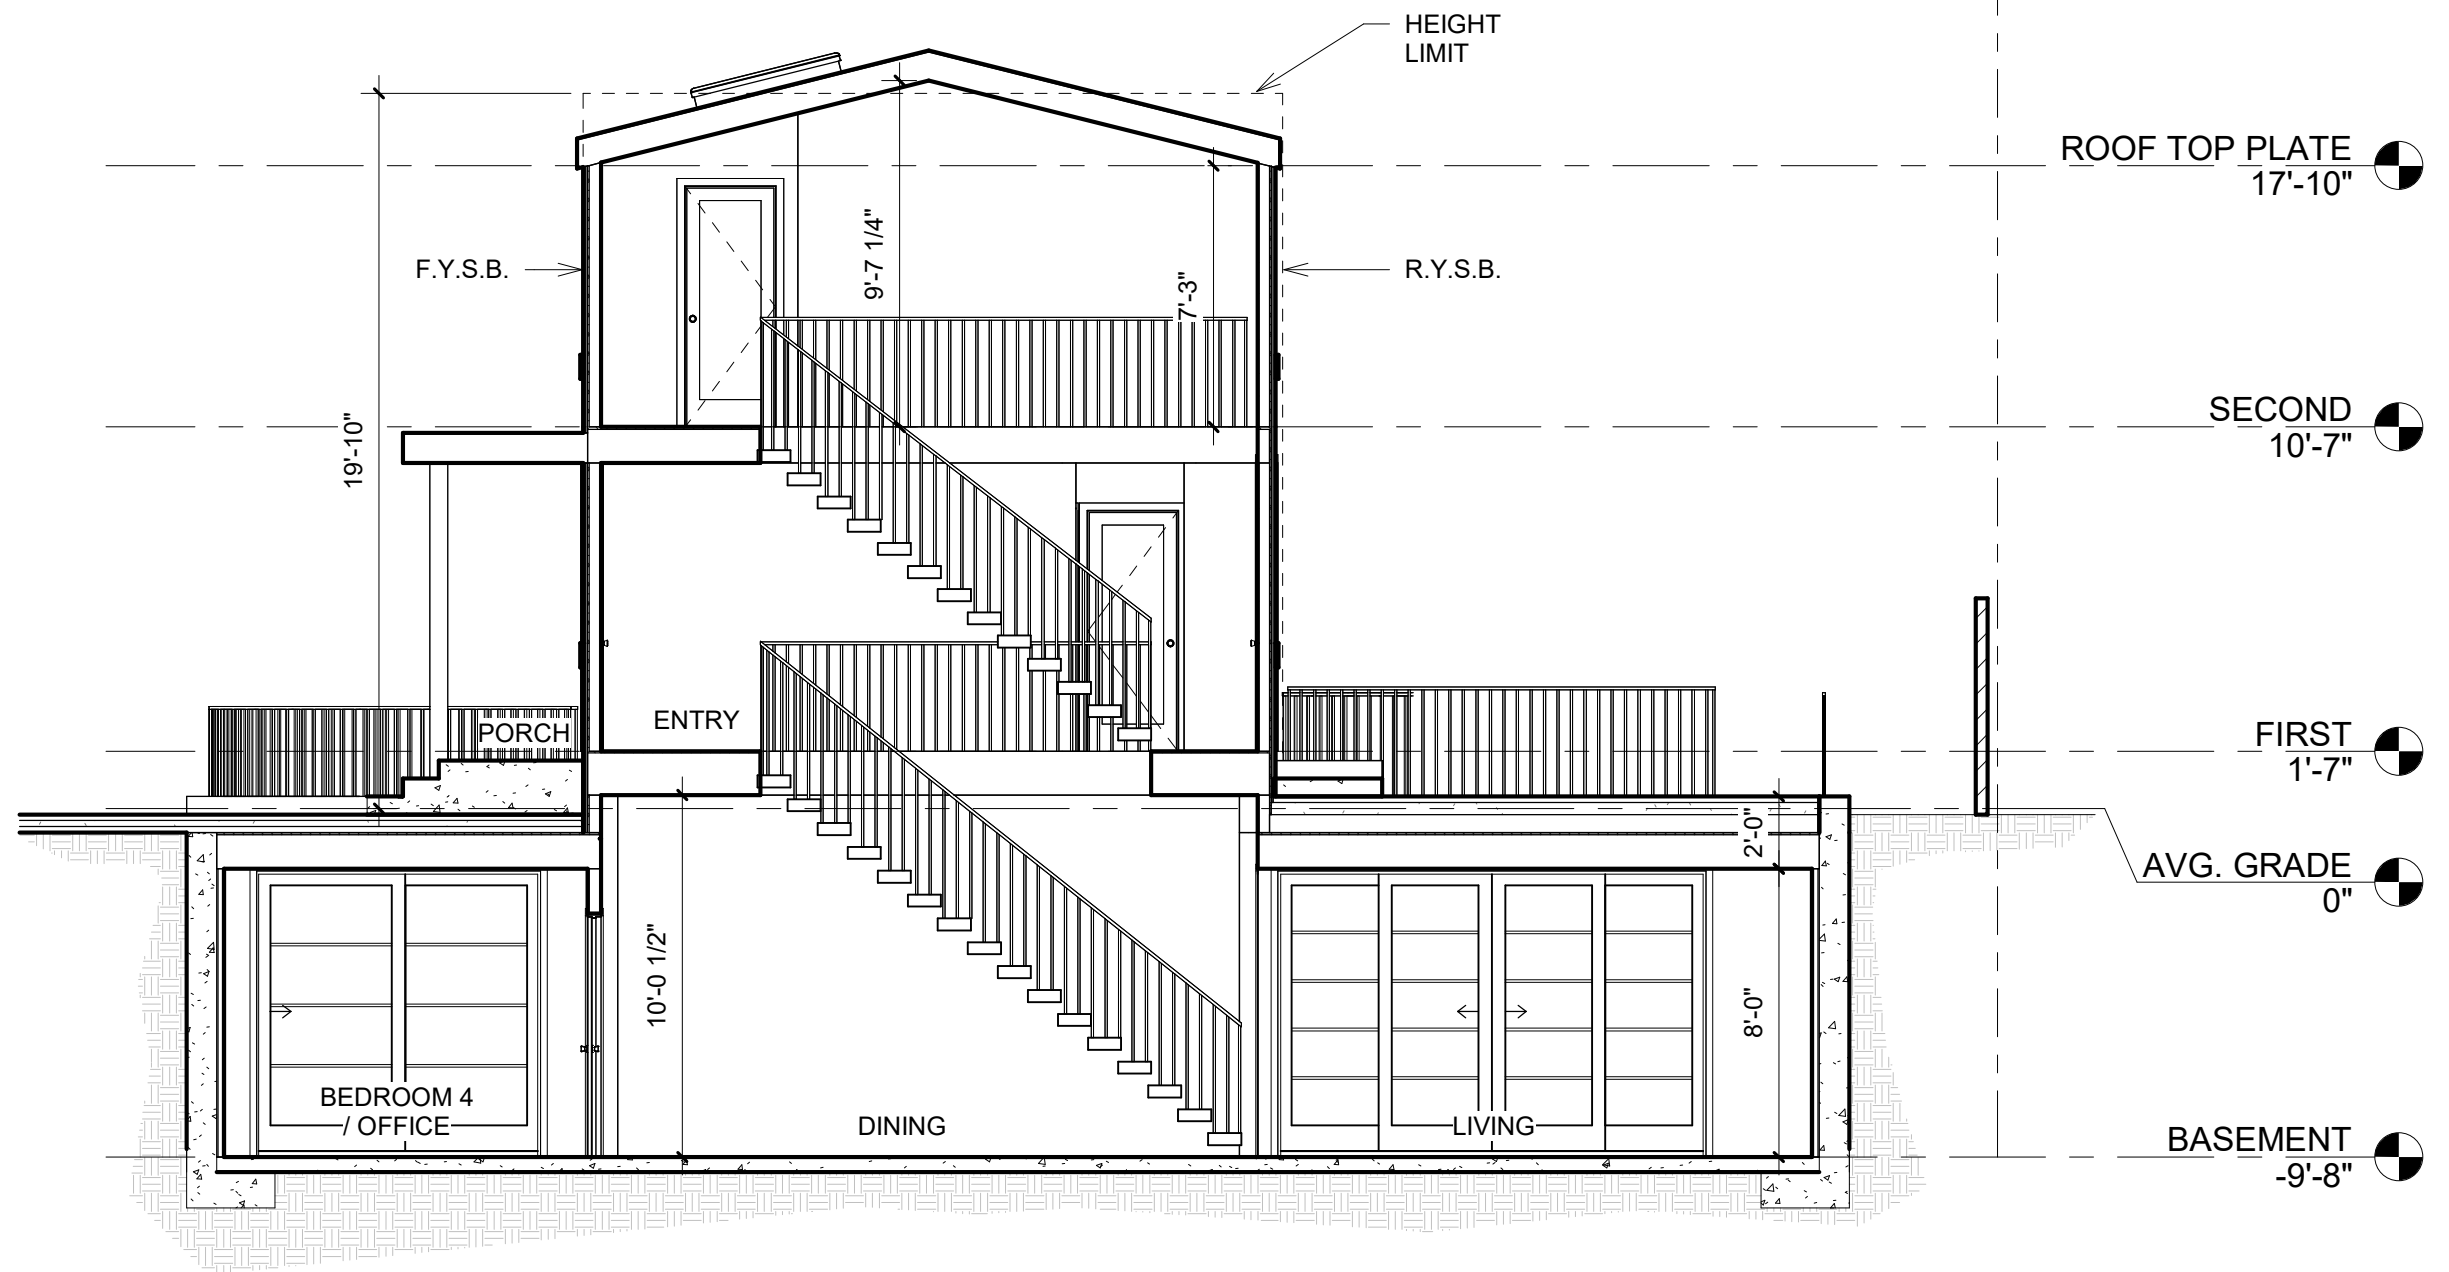 HEIGHT
LIMIT
ROOF TOP PLATE
17'-10"
9'-7 1/4"
F.Y.S.B.
7'-3"
R.Y.S.B.
SECOND
10'-7"
19'-10"
PORCH
ENTRY
FIRST
1'-7"
2'-0"
AVG. GRADE
0"
10'-0 1/2"
8'-0"
BEDROOM 4
/ OFFICE
DINING
LIVING
BASEMENT
-9'-8"